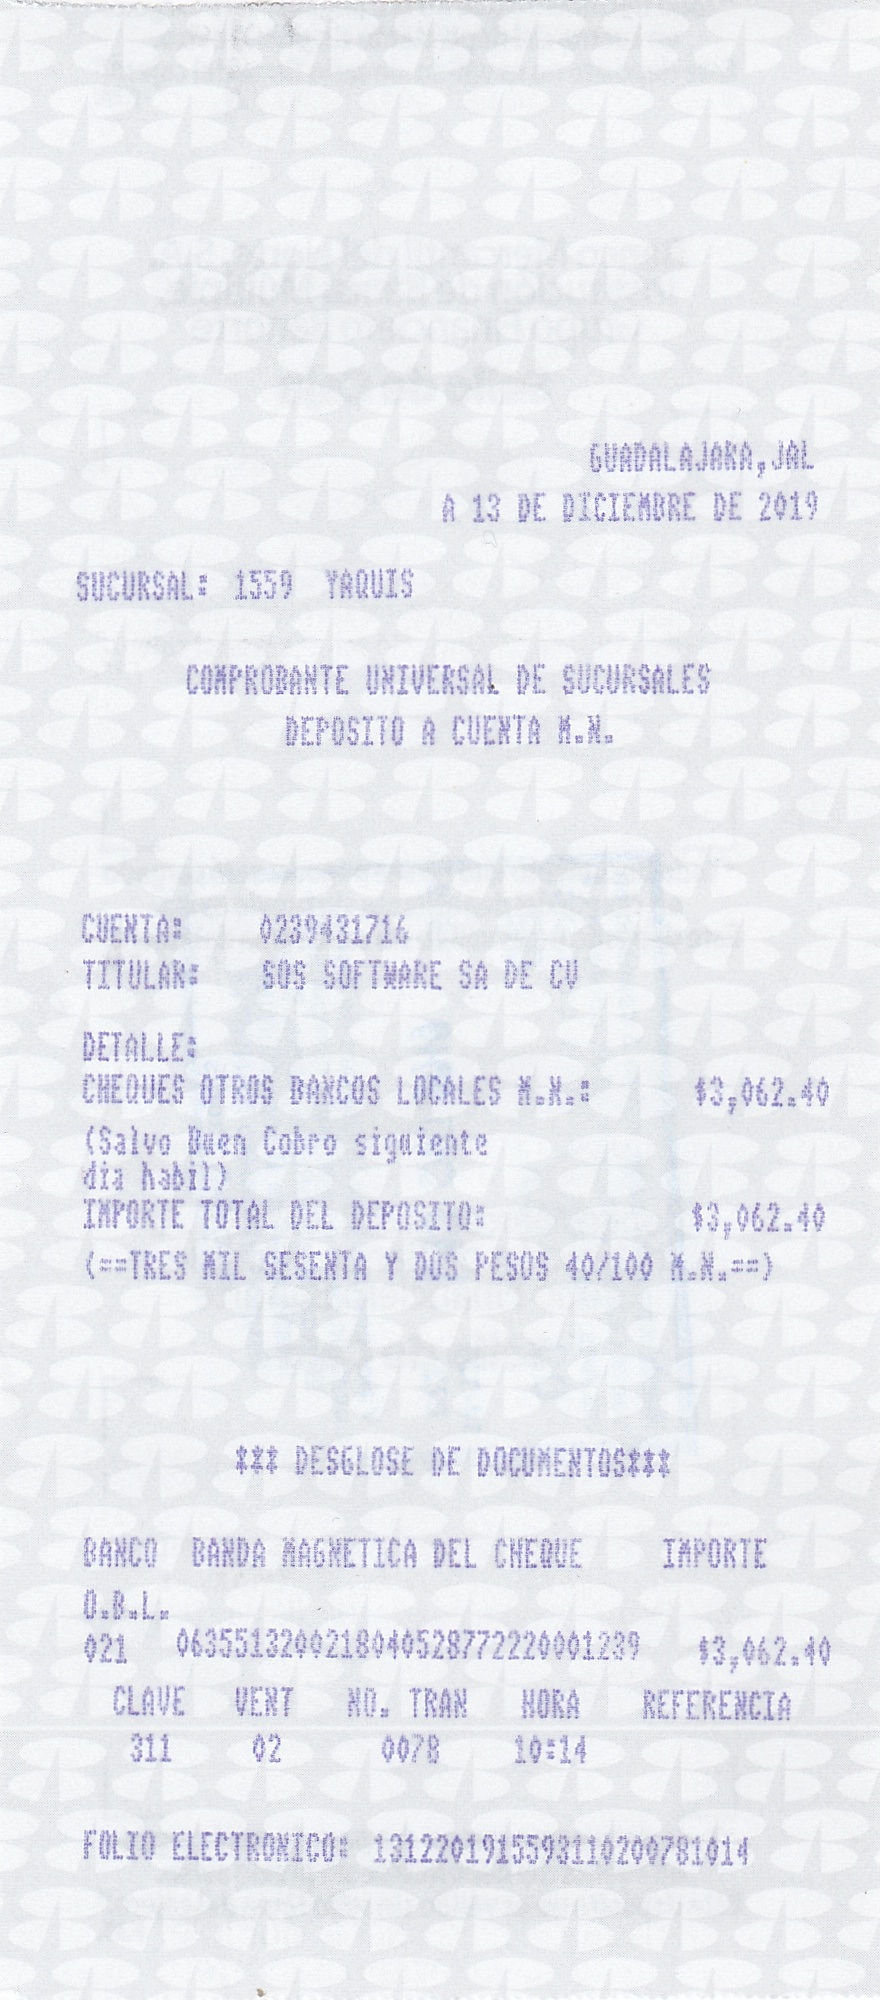 GUADALAJARA,JAL
A 13 DE DICIEMBRE DE 2019
SUCURSAL: 1559 YAQUIS
COMPROBANTE UNIVERSAL DE SUCURSALES
DEPOSITO A CUENTA M.N.
CUENTA: 0239431716
TITULAR: SOS SOFTWARE SA DE CV
DETALLE:
CHEQUES OTROS BANCOS LOCALES M.N.: $3,062.40
(Salvo Buen Cobro siguiente
dia habil)
IMPORTE TOTAL DEL DEPOSITO: $3,062.40
(==TRES MIL SESENTA Y DOS PESOS 40/100 M.N.==)
*** DESGLOSE DE DOCUMENTOS***
BANCO BANDA MAGNETICA DEL CHEQUE IMPORTE
O.B.L.
021 0635513200218040528772220001239 $3,062.40
CLAVE VENT NO. TRAN HORA REFERENCIA
311 02 0078 10:14
FOLIO ELECTRONICO: 1312201915593110200781014